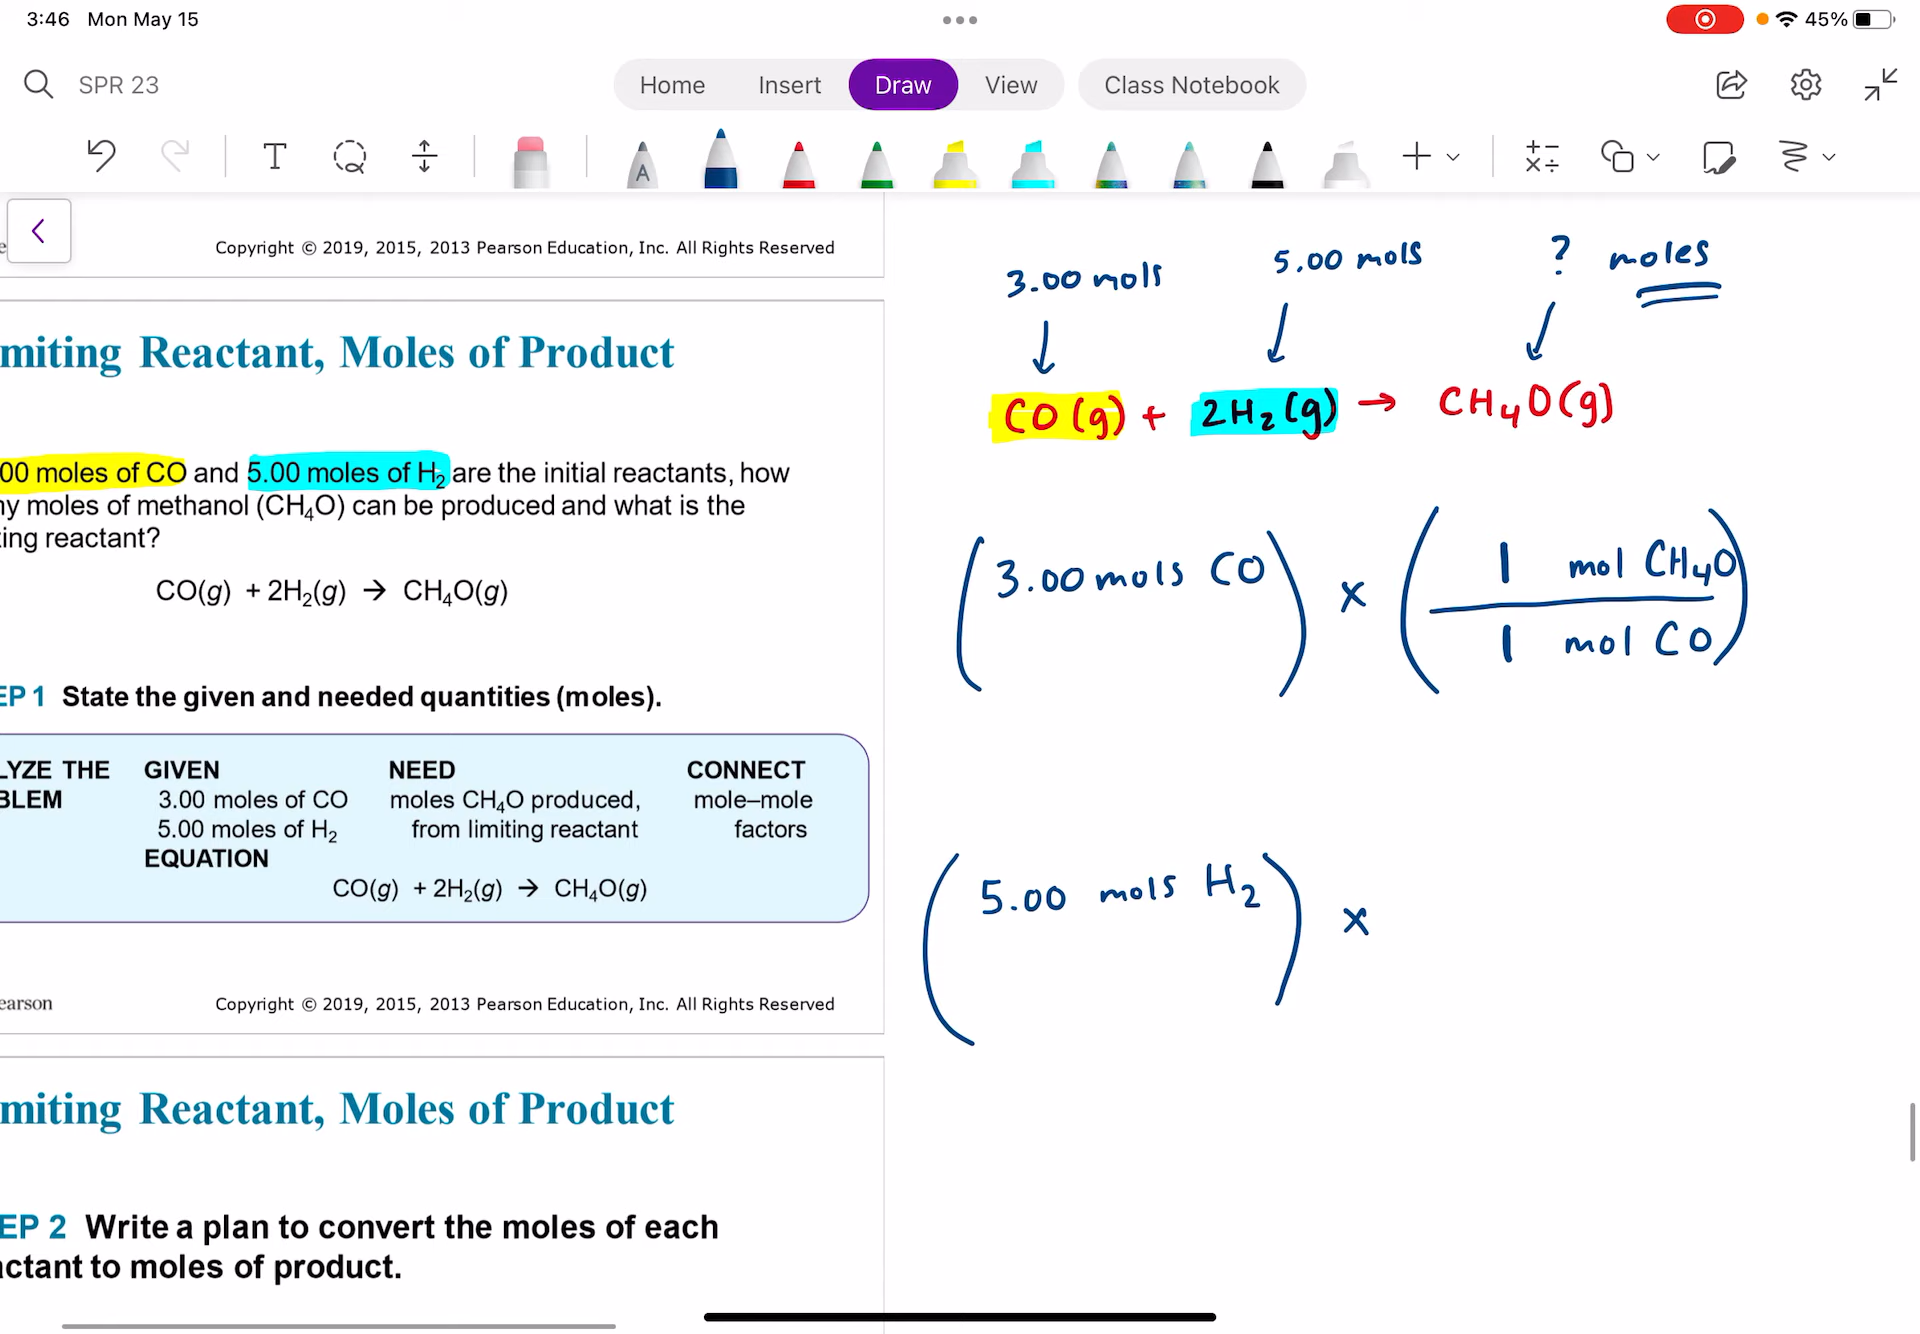 3:46 Mon May 15
45%
SPR 23
Home Insert Draw View Class Notebook
T
A
Copyright © 2019, 2015, 2013 Pearson Education, Inc. All Rights Reserved
miting Reactant, Moles of Product
00 moles of CO and 5.00 moles of H₂ are the initial reactants, how
y moles of methanol (CH₄O) can be produced and what is the
ing reactant?
CO(g) + 2H₂(g) → CH₄O(g)
EP 1 State the given and needed quantities (moles).
LYZE THE GIVEN NEED CONNECT
BLEM 3.00 moles of CO moles CH₄O produced, mole–mole
5.00 moles of H₂ from limiting reactant factors
EQUATION
CO(g) + 2H₂(g) → CH₄O(g)
earson Copyright © 2019, 2015, 2013 Pearson Education, Inc. All Rights Reserved
miting Reactant, Moles of Product
EP 2 Write a plan to convert the moles of each
actant to moles of product.
3.00 mols 5.00 mols ? moles
CO(g) + 2H₂(g) → CH₄O(g)
(3.00 mols CO) x (1 mol CH₄O
1 mol CO)
(5.00 mols H₂) x